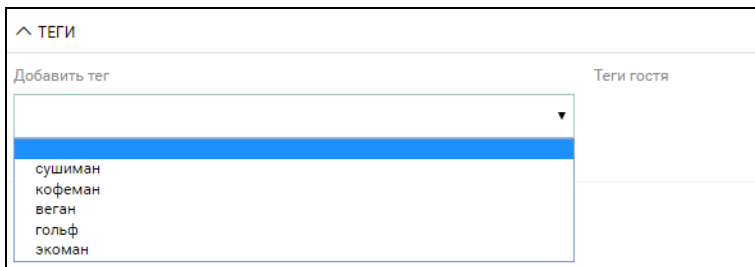 ТЕГИ
Добавить тег
Теги гостя
сушиман
кофеман
веган
гольф
экоман